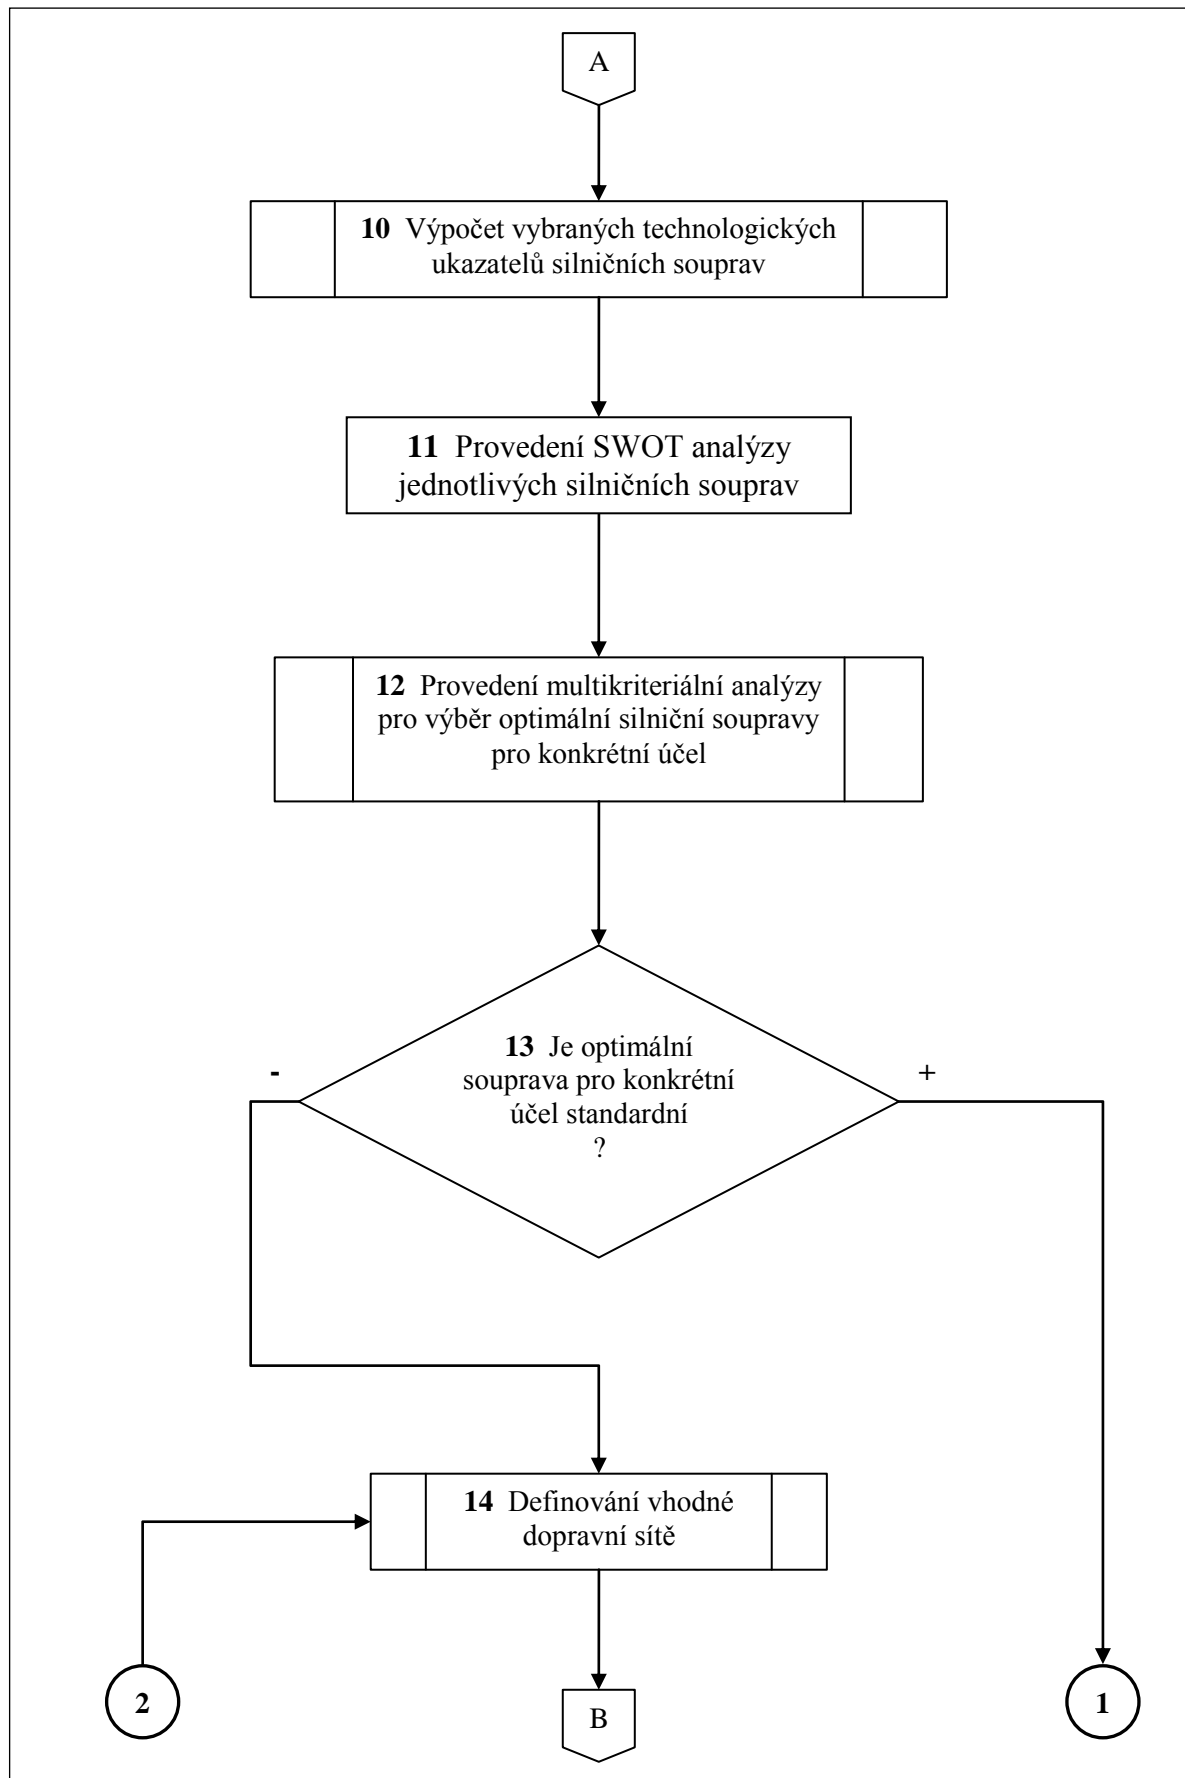 A
10 Výpočet vybraných technologických
ukazatelů silničních souprav
11 Provedení SWOT analýzy
jednotlivých silničních souprav
12 Provedení multikriteriální analýzy
pro výběr optimální silniční soupravy
pro konkrétní účel
13 Je optimální
souprava pro konkrétní
účel standardní
?
-
+
14 Definování vhodné
dopravní sítě
2
B
1